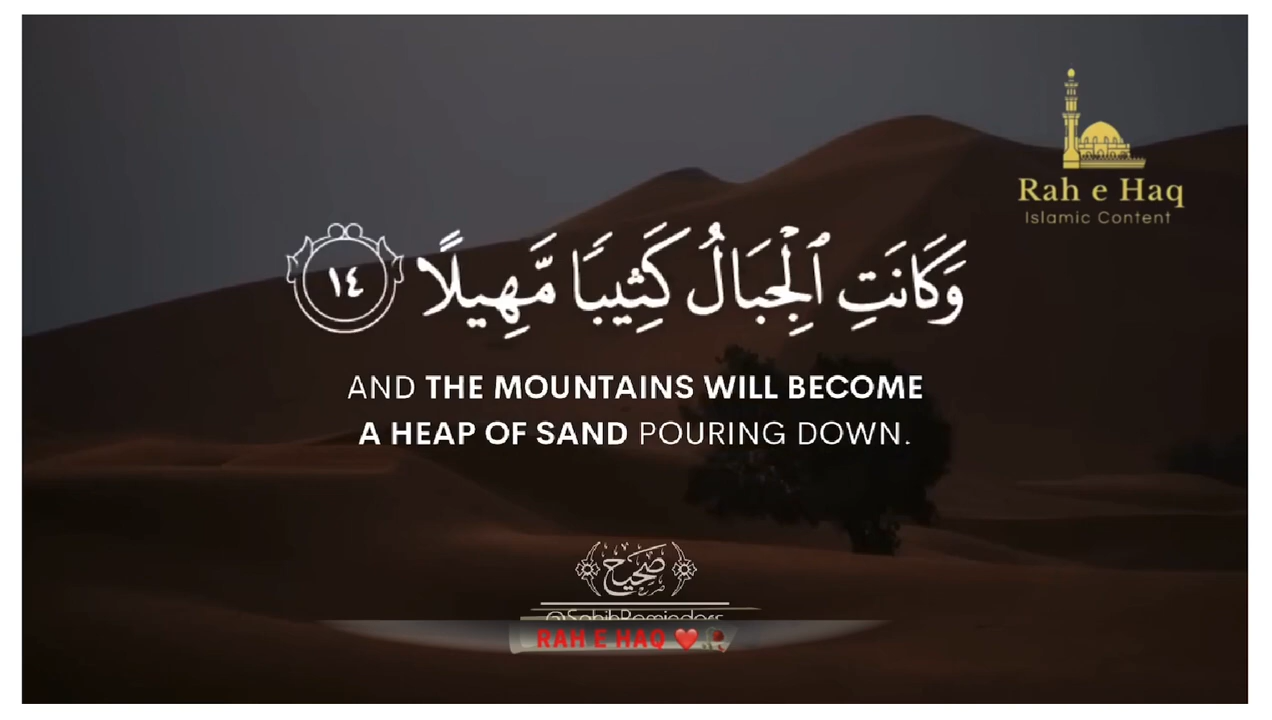 Rah e Haq
Islamic Content
وَكَانَتِ ٱلْجِبَالُ كَثِيبًا مَّهِيلًا ١٤
AND THE MOUNTAINS WILL BECOME
A HEAP OF SAND POURING DOWN.
صحيح
@SahihReminders
RAH E HAQ ❤️🥀